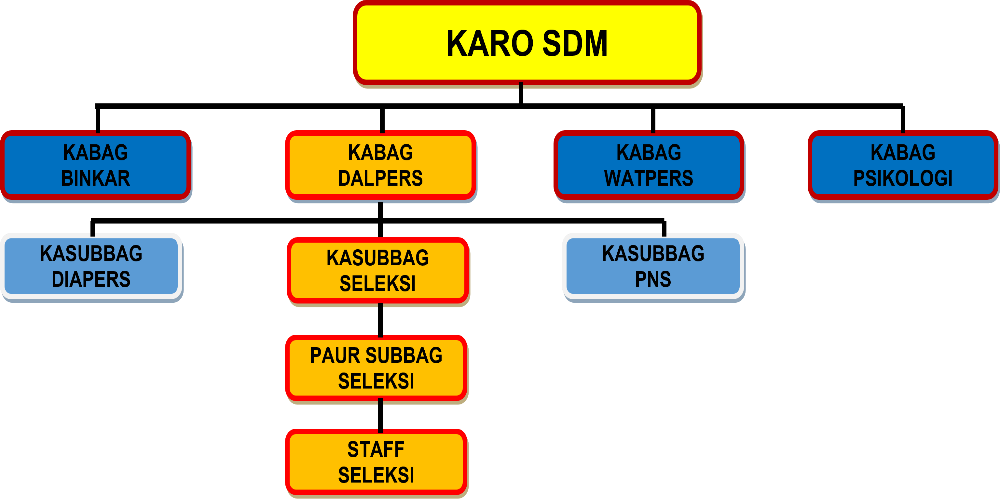 KARO SDM
KABAG
BINKAR
KABAG
DALPERS
KABAG
WATPERS
KABAG
PSIKOLOGI
KASUBBAG
DIAPERS
KASUBBAG
SELEKSI
KASUBBAG
PNS
PAUR SUBBAG
SELEKSI
STAFF
SELEKSI